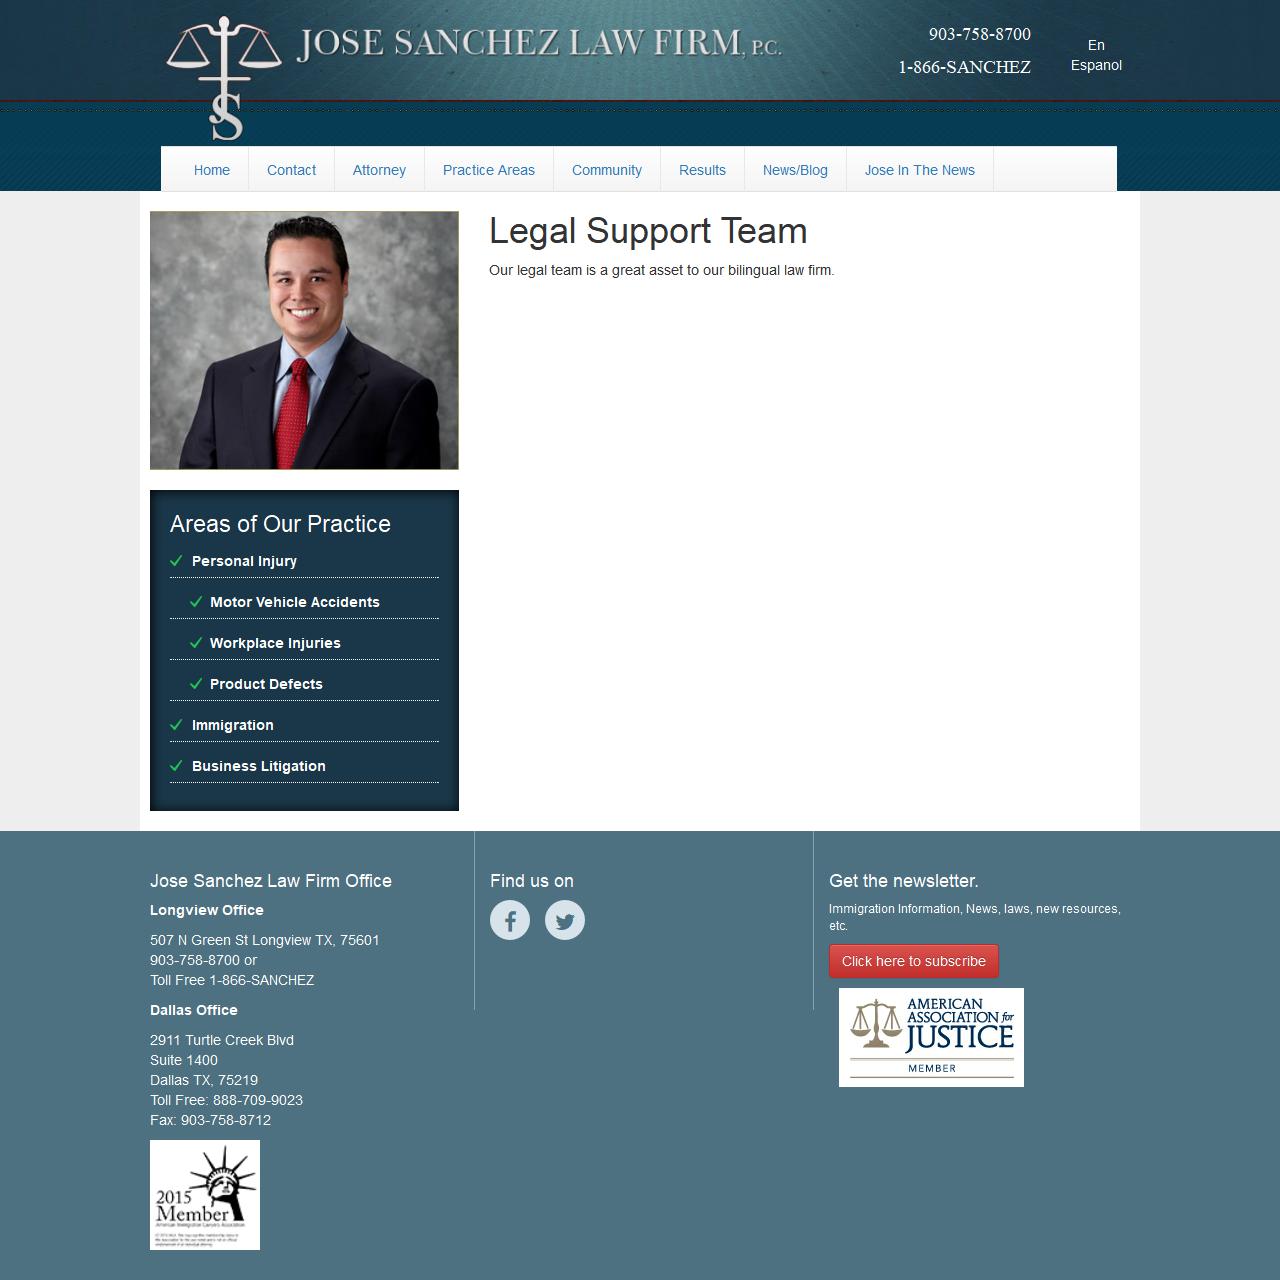 JOSE SANCHEZ LAW FIRM, P.C.
JS
903-758-8700
1-866-SANCHEZ
En
Espanol
Home
Contact
Attorney
Practice Areas
Community
Results
News/Blog
Jose In The News
Legal Support Team
Our legal team is a great asset to our bilingual law firm.
Areas of Our Practice
Personal Injury
Motor Vehicle Accidents
Workplace Injuries
Product Defects
Immigration
Business Litigation
Jose Sanchez Law Firm Office
Longview Office
507 N Green St Longview TX, 75601
903-758-8700 or
Toll Free 1-866-SANCHEZ
Dallas Office
2911 Turtle Creek Blvd
Suite 1400
Dallas TX, 75219
Toll Free: 888-709-9023
Fax: 903-758-8712
2015
Member
American Immigration Lawyers Association
Find us on
Get the newsletter.
Immigration Information, News, laws, new resources,
etc.
Click here to subscribe
AMERICAN
ASSOCIATION for
JUSTICE
MEMBER